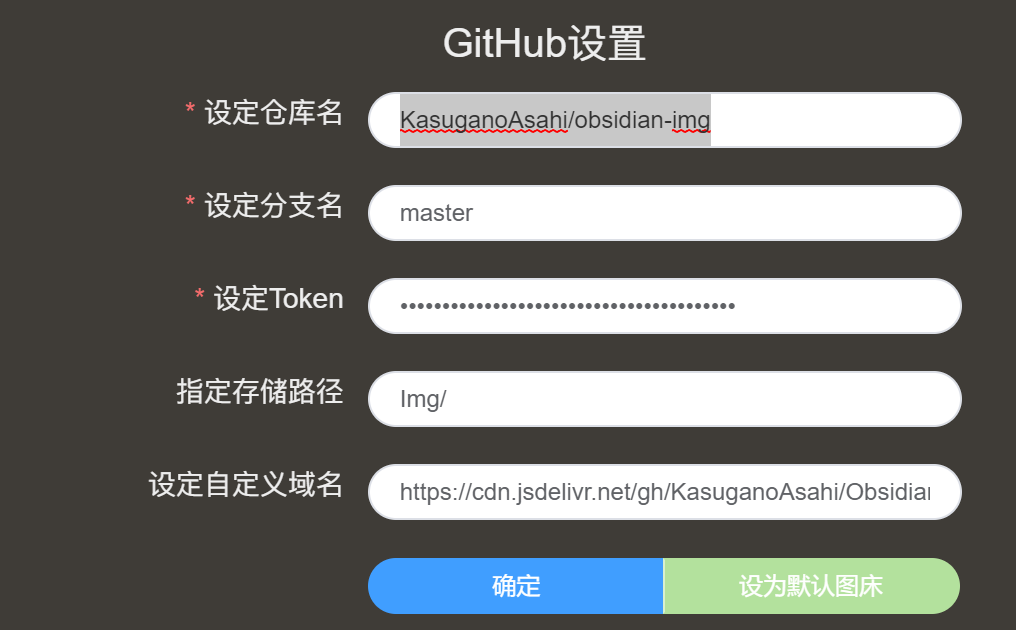 GitHub设置
* 设定仓库名
KasuganoAsahi/obsidian-img
* 设定分支名
master
* 设定Token
••••••••••••••••••••••••••••••••••••••••
指定存储路径
Img/
设定自定义域名
https://cdn.jsdelivr.net/gh/KasuganoAsahi/Obsidian
确定
设为默认图床